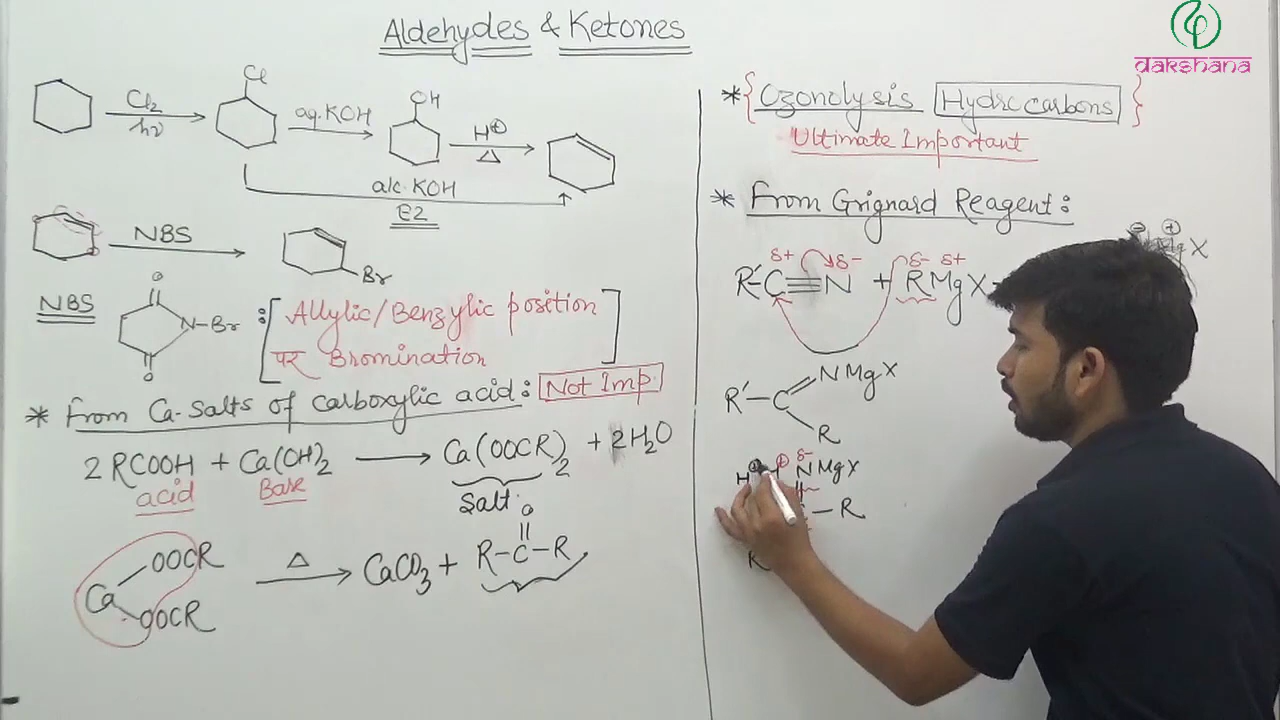 Aldehydes & Ketones
dakshana
Cl₂
hν
Cl
aq. KOH
OH
H⊕
Δ
alc. KOH
E2
NBS
Br
NBS
O
N-Br
O
: [Allylic/Benzylic position
पर Bromination]
* From Ca-Salts of carboxylic acid: Not Imp.
2 RCOOH + Ca(OH)₂ ⟶ Ca(OOCR)₂ + 2H₂O
acid
Base
Salt
Ca
OOCR
OOCR
Δ
CaCO₃ + R-C-R
O
* {Ozonolysis Hydrocarbons}
Ultimate Important
* From Grignard Reagent:
⊖ ⊕
MgX
δ+ δ- δ- δ+
R'-C≡N + RMgX
NMgX
R'-C
R
H
⊕ δ-
NMgX
-R
R